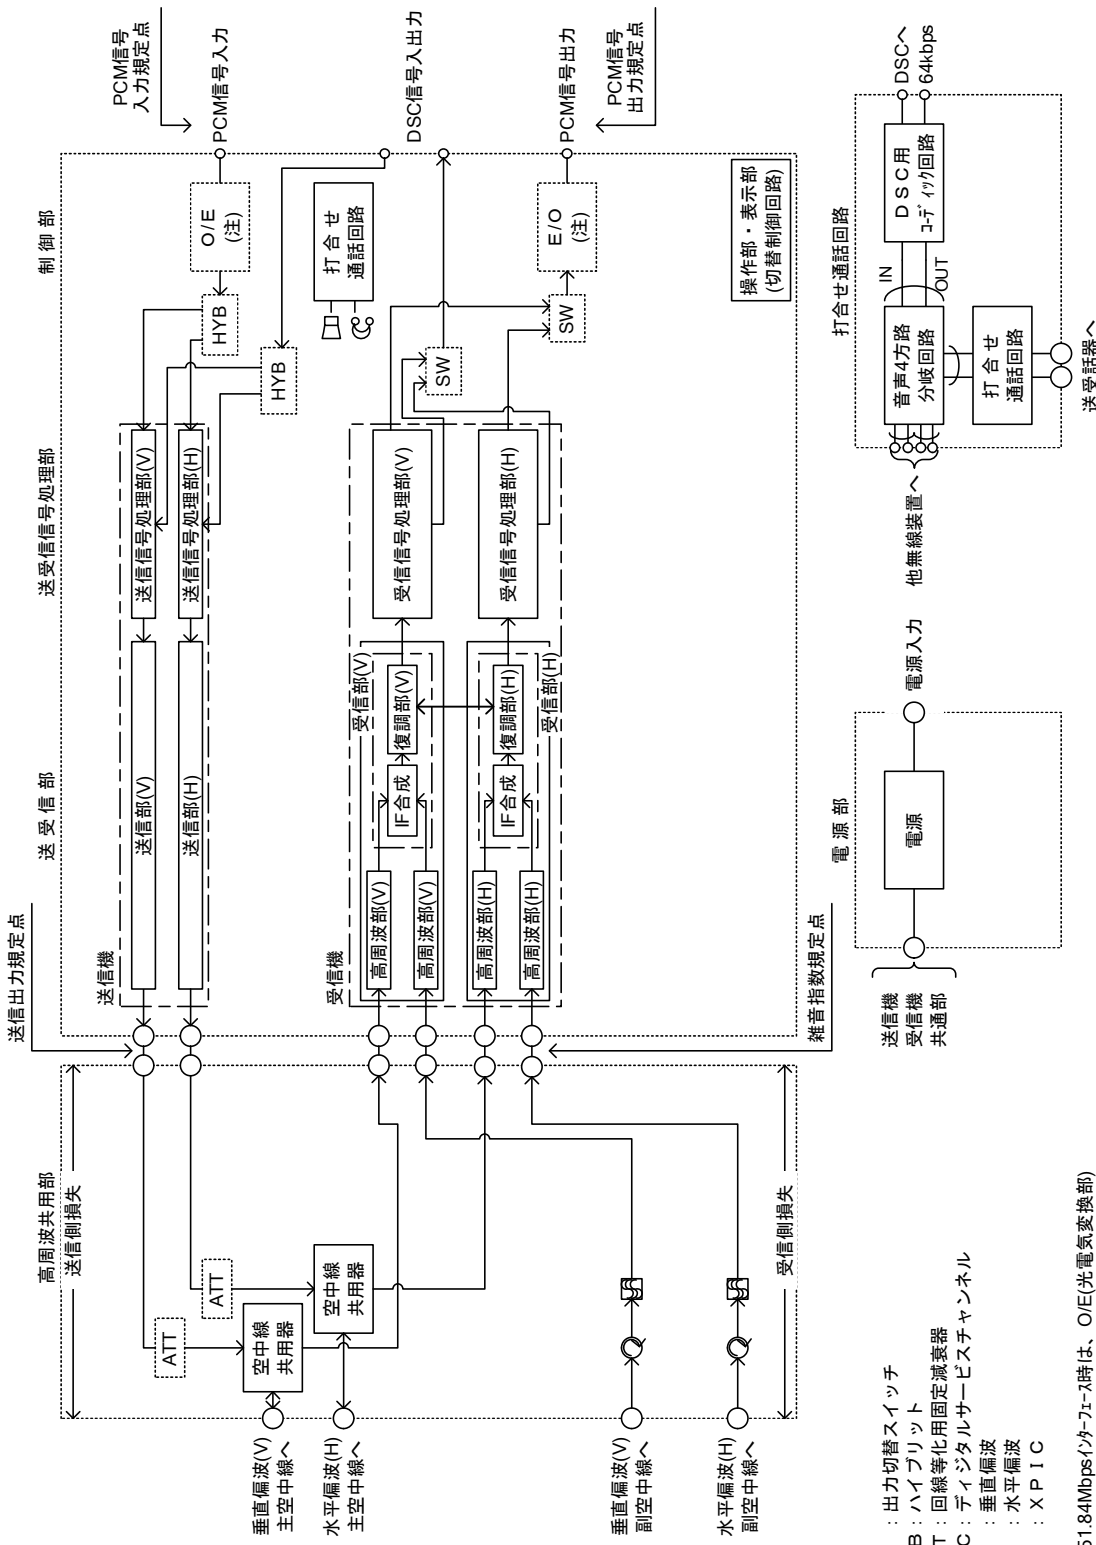 高周波共用部
送受信部
送受信信号処理部
制御部
送信側損失
送信出力規定点
PCM信号
入力規定点
PCM信号入力
送信機
送信部(V)
送信信号処理部(V)
送信部(H)
送信信号処理部(H)
HYB
O/E
(注)
HYB
ATT
ATT
空中線
共用器
空中線
共用器
垂直偏波(V)
主空中線へ
水平偏波(H)
主空中線へ
打合せ
通話回路
DSC信号入出力
受信機
高周波部(V)
高周波部(V)
IF合成
復調部(V)
受信部(V)
受信信号処理部(V)
SW
高周波部(H)
高周波部(H)
IF合成
復調部(H)
受信部(H)
受信信号処理部(H)
SW
E/O
(注)
PCM信号出力
PCM信号
出力規定点
垂直偏波(V)
副空中線へ
水平偏波(H)
副空中線へ
受信側損失
雑音指数規定点
操作部・表示部
(切替制御回路)
電源部
電源
電源入力
送信機
受信機
共通部
打合せ通話回路
他無線装置へ
音声4方路
分岐回路
IN
OUT
DSC用
コーディック回路
DSCへ
64kbps
打合せ
通話回路
送受話器へ
：出力切替スイッチ
B：ハイブリット
T：回線等化用固定減衰器
C：ディジタルサービスチャンネル
：垂直偏波
：水平偏波
：XPIC
51.84Mbpsインターフェース時は、O/E(光電気変換部)